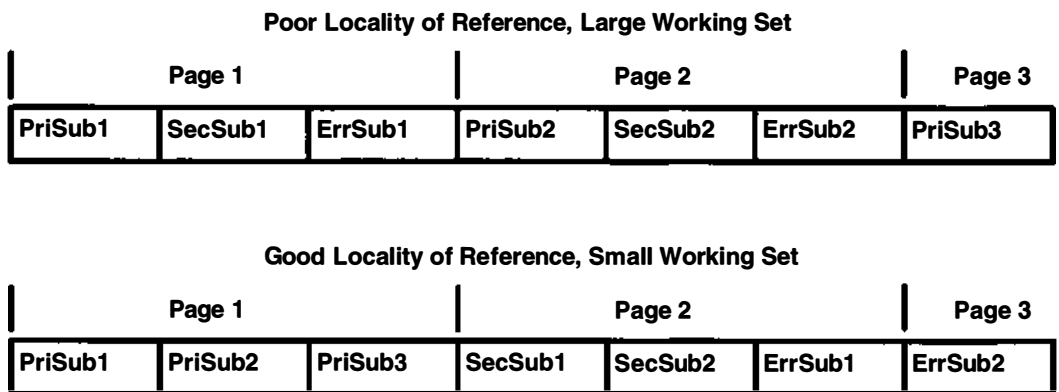 Poor Locality of Reference, Large Working Set
Page 1 Page 2 Page 3
PriSub1 SecSub1 ErrSub1 PriSub2 SecSub2 ErrSub2 PriSub3
Good Locality of Reference, Small Working Set
Page 1 Page 2 Page 3
PriSub1 PriSub2 PriSub3 SecSub1 SecSub2 ErrSub1 ErrSub2